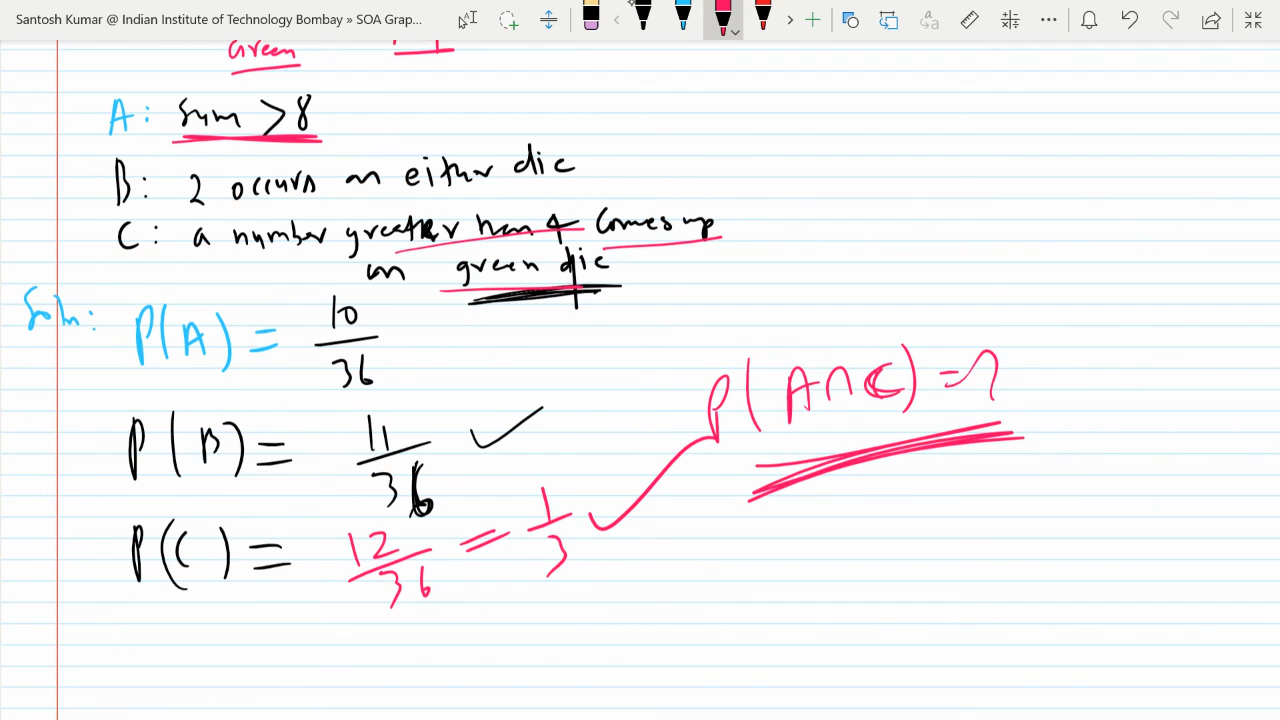 Santosh Kumar @ Indian Institute of Technology Bombay » SOA Grap...
Green
A: Sum > 8
B: 2 occurs on either die
C: a number greater than 4 comes up
on green die
Soln:
P(A) = 10/36
P(B) = 11/36
P(A∩C) = ?
P(C) = 12/36 = 1/3